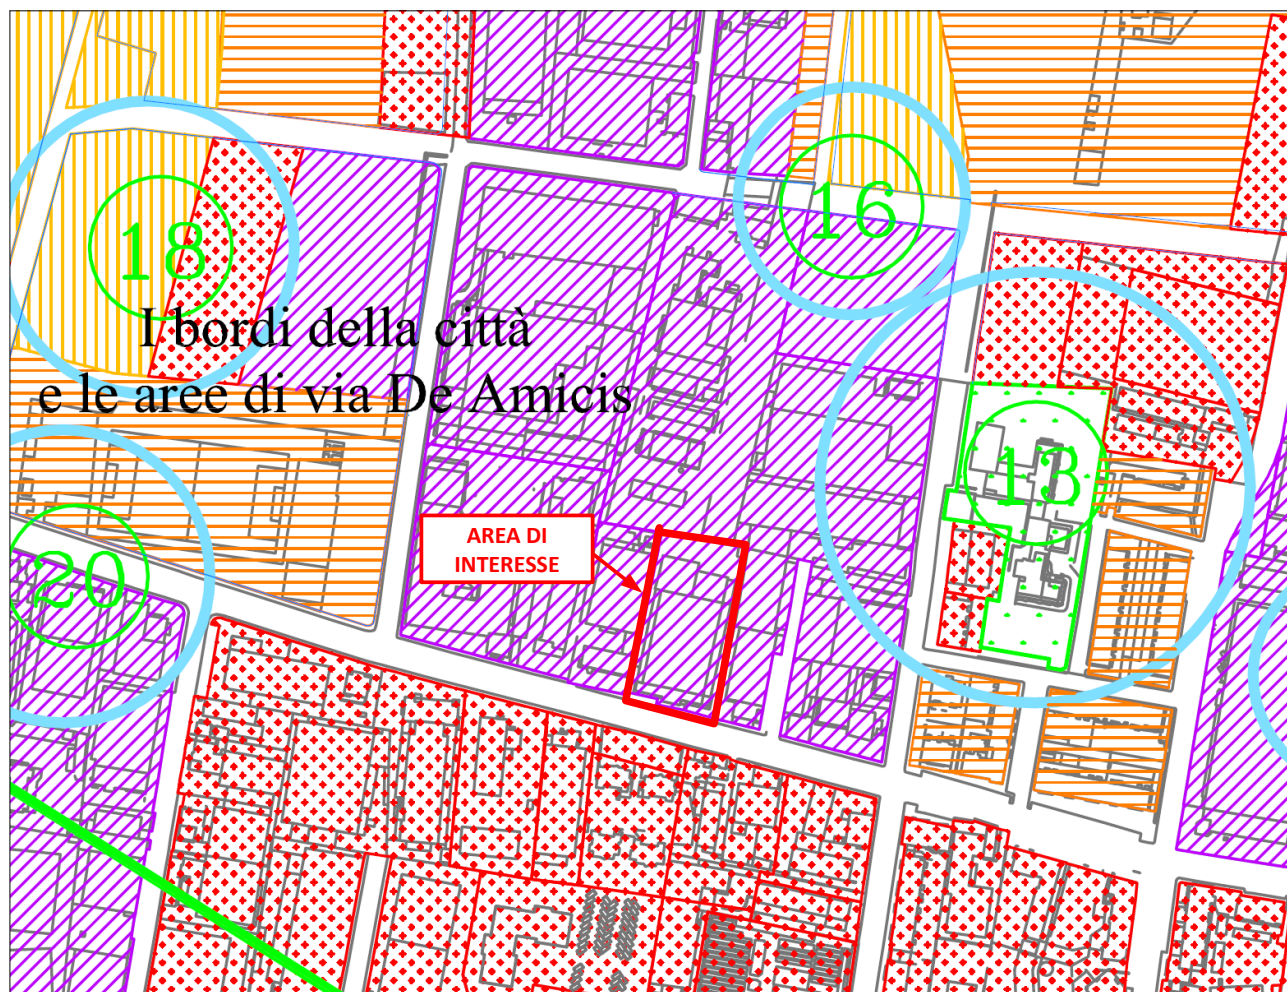 16
18
I bordi della città
e le aree di via De Amicis
13
AREA DI
INTERESSE
20